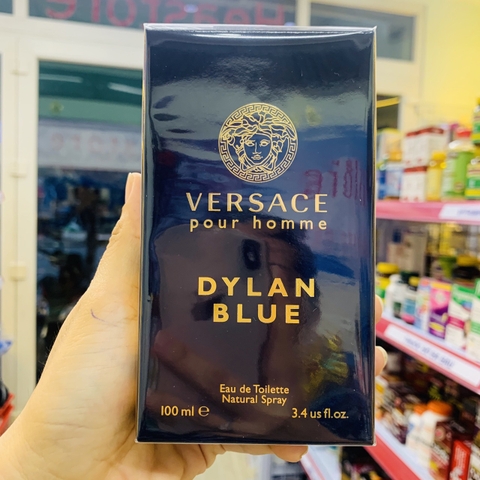 VERSACE
pour homme
DYLAN
BLUE
Eau de Toilette
Natural Spray
100 ml ℮ 3.4 us fl.oz.